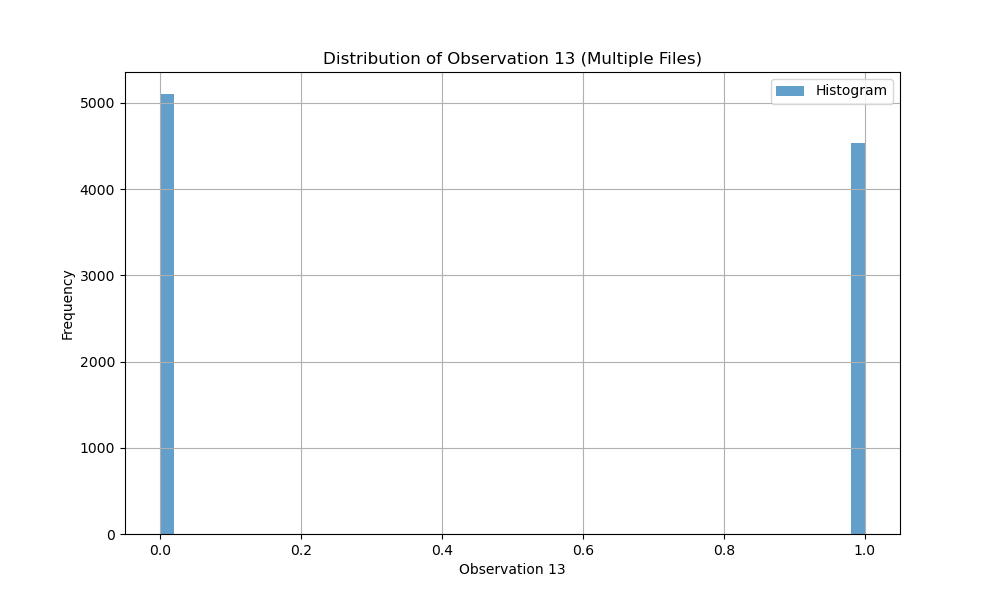 Distribution of Observation 13 (Multiple Files)
Histogram
5000
4000
3000
2000
1000
0
Frequency
0.0 0.2 0.4 0.6 0.8 1.0
Observation 13